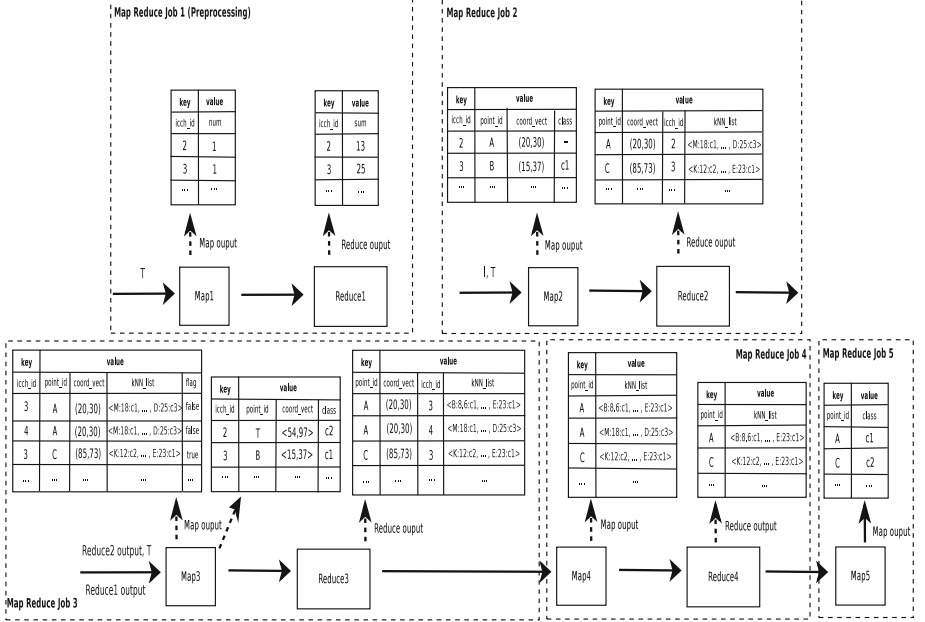 Map Reduce Job 1 (Preprocessing)
key value
icch_id num
2 1
3 1
... ...
key value
icch_id sum
2 13
3 25
... ...
Map ouput
Reduce ouput
T
Map1
Reduce1
Map Reduce Job 2
key value
icch_id point_id coord_vect class
2 A (20,30) –
3 B (15,37) c1
... ... ... ...
key value
point_id coord_vect icch_id kNN_list
A (20,30) 2 <M:18:c1, ... , D:25:c3>
C (85,73) 3 <K:12:c2, ... , E:23:c1>
... ... ... ...
Map ouput
Reduce ouput
I, T
Map2
Reduce2
key value
icch_id point_id coord_vect kNN_list flag
3 A (20,30) <M:18:c1, ... , D:25:c3> false
4 A (20,30) <M:18:c1, ... , D:25:c3> false
3 C (85,73) <K:12:c2, ... , E:23:c1> true
... ... ... ... ...
key value
icch_id point_id coord_vect class
2 T <54,97> c2
3 B <15,37> c1
... ... ... ...
key value
point_id coord_vect icch_id kNN_list
A (20,30) 3 <B:8,6:c1, ... , E:23:c1>
A (20,30) 4 <M:18:c1, ... , D:25:c3>
C (85,73) 3 <K:12:c2, ... , E:23:c1>
... ... ... ...
Map ouput
Reduce ouput
Reduce2 output, T
Reduce1 output
Map3
Reduce3
Map Reduce Job 3
Map Reduce Job 4
key value
point_id kNN_list
A <B:8,6:c1, ... , E:23:c1>
A <M:18:c1, ... , D:25:c3>
C <K:12:c2, ... , E:23:c1>
... ...
key value
point_id kNN_list
A <B:8,6:c1, ... , E:23:c1>
C <K:12:c2, ... , E:23:c1>
... ...
Map ouput
Reduce output
Map4
Reduce4
Map Reduce Job 5
key value
point_id class
A c1
C c2
... ...
Map ouput
Map5